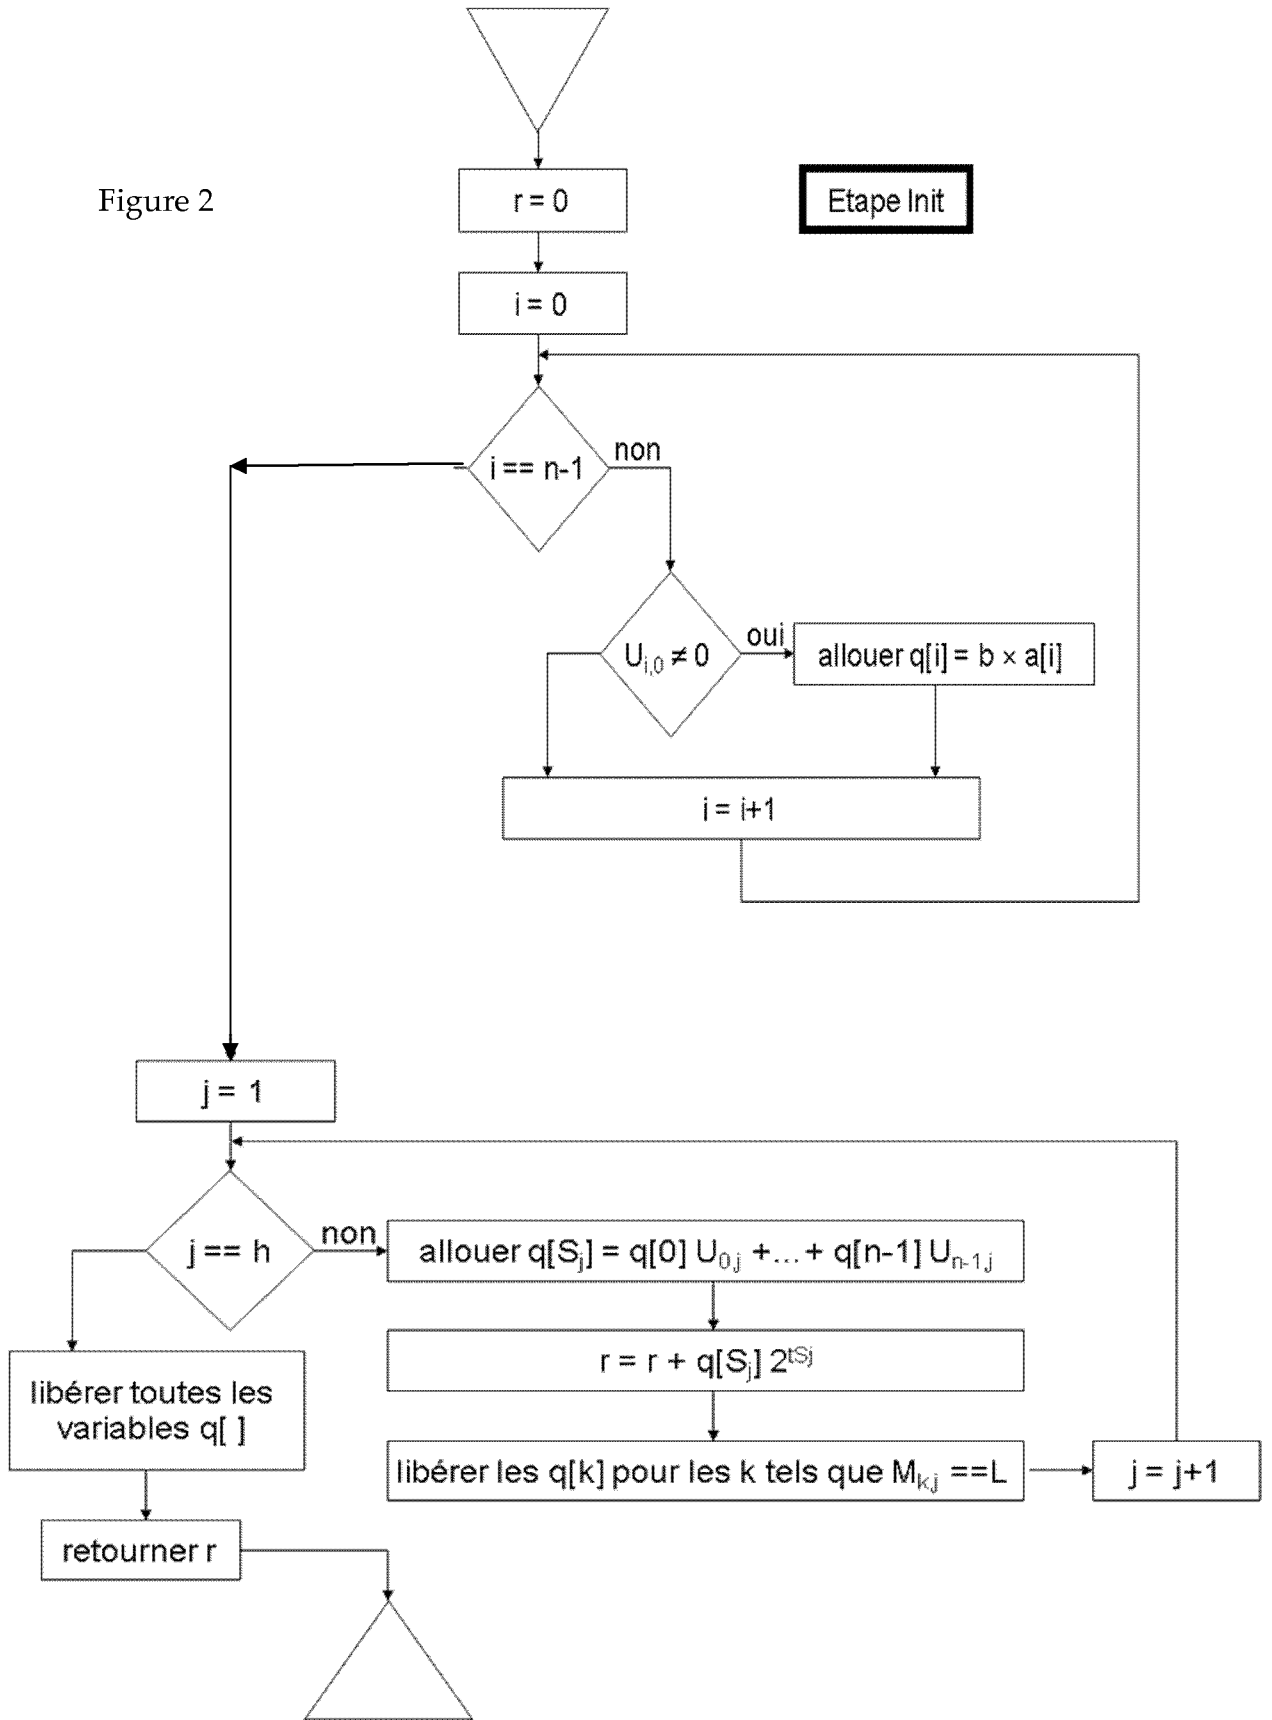 Figure 2
r = 0
Etape Init
i = 0
i == n-1
non
U_{i,0} ≠ 0
oui
allouer q[i] = b × a[i]
i = i+1
j = 1
j == h
non
allouer q[S_j] = q[0] U_{0,j} +...+ q[n-1] U_{n-1,j}
r = r + q[S_j] 2^{tSj}
libérer toutes les
variables q[ ]
libérer les q[k] pour les k tels que M_{k,j} ==L
j = j+1
retourner r